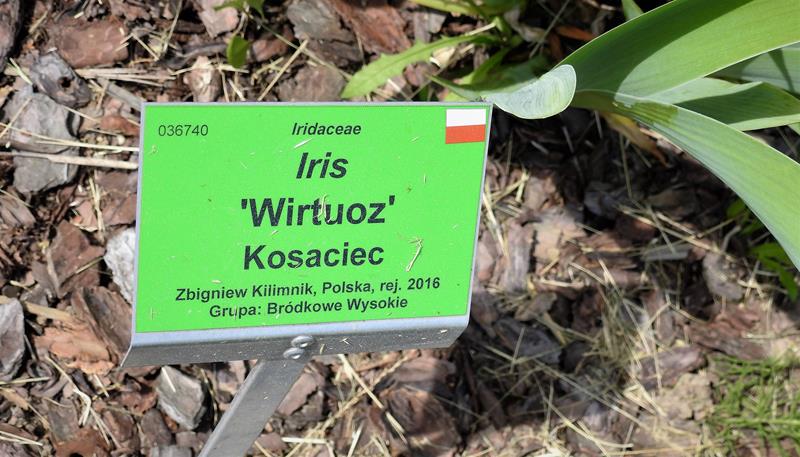 036740
Iridaceae
Iris
'Wirtuoz'
Kosaciec
Zbigniew Kilimnik, Polska, rej. 2016
Grupa: Bródkowe Wysokie